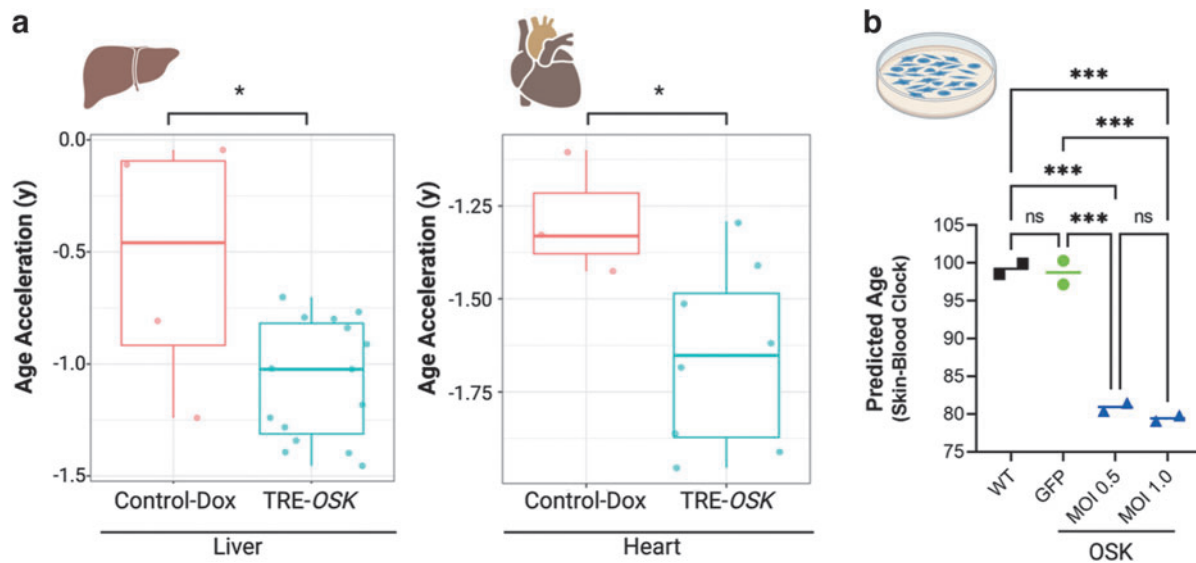 a
*
0.0
-0.5
-1.0
-1.5
Age Acceleration (y)
Control-Dox TRE-OSK
Liver
*
-1.25
-1.50
-1.75
Age Acceleration (y)
Control-Dox TRE-OSK
Heart
b
***
***
***
ns *** ns
105
100
95
90
85
80
75
Predicted Age
(Skin-Blood Clock)
WT GFP MOI 0.5 MOI 1.0
OSK